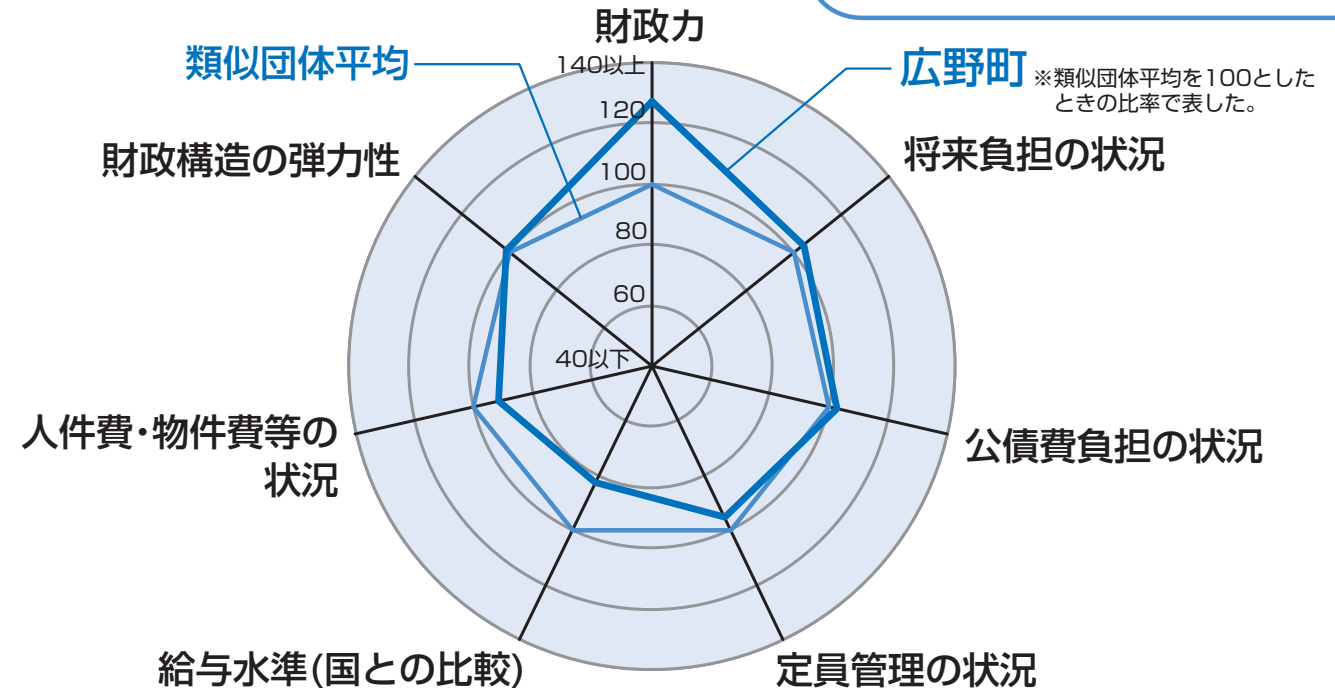 財政力
類似団体平均
140以上
広野町
※類似団体平均を100とした
ときの比率で表した。
120
財政構造の弾力性
将来負担の状況
100
80
60
40以下
人件費・物件費等の
状況
公債費負担の状況
給与水準(国との比較)
定員管理の状況